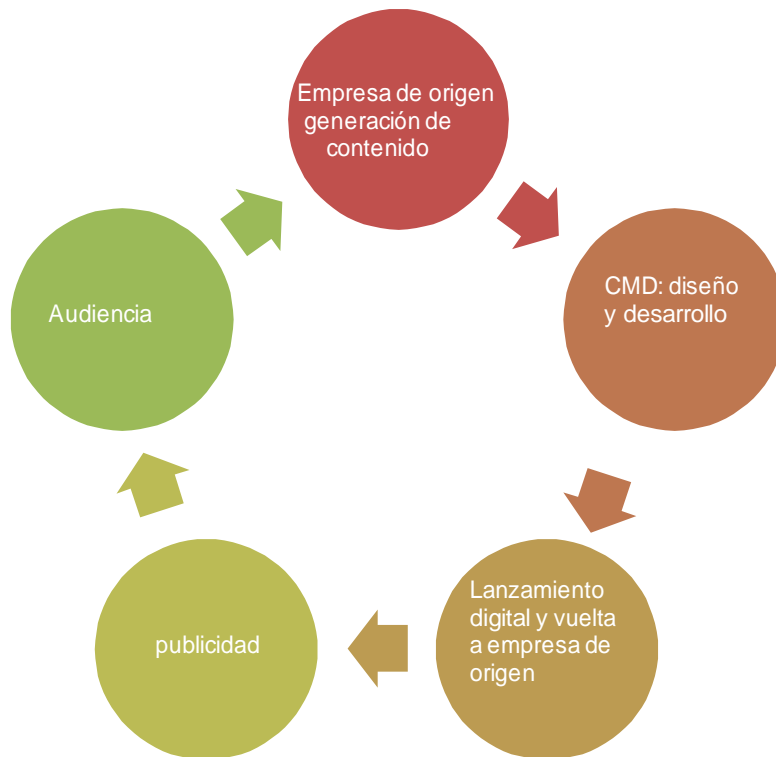 Empresa de origen
generación de
contenido
CMD: diseño
y desarrollo
Lanzamiento
digital y vuelta
a empresa de
origen
publicidad
Audiencia